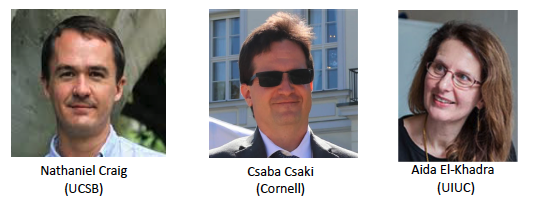 Nathaniel Craig
(UCSB)
Csaba Csaki
(Cornell)
Aida El-Khadra
(UIUC)